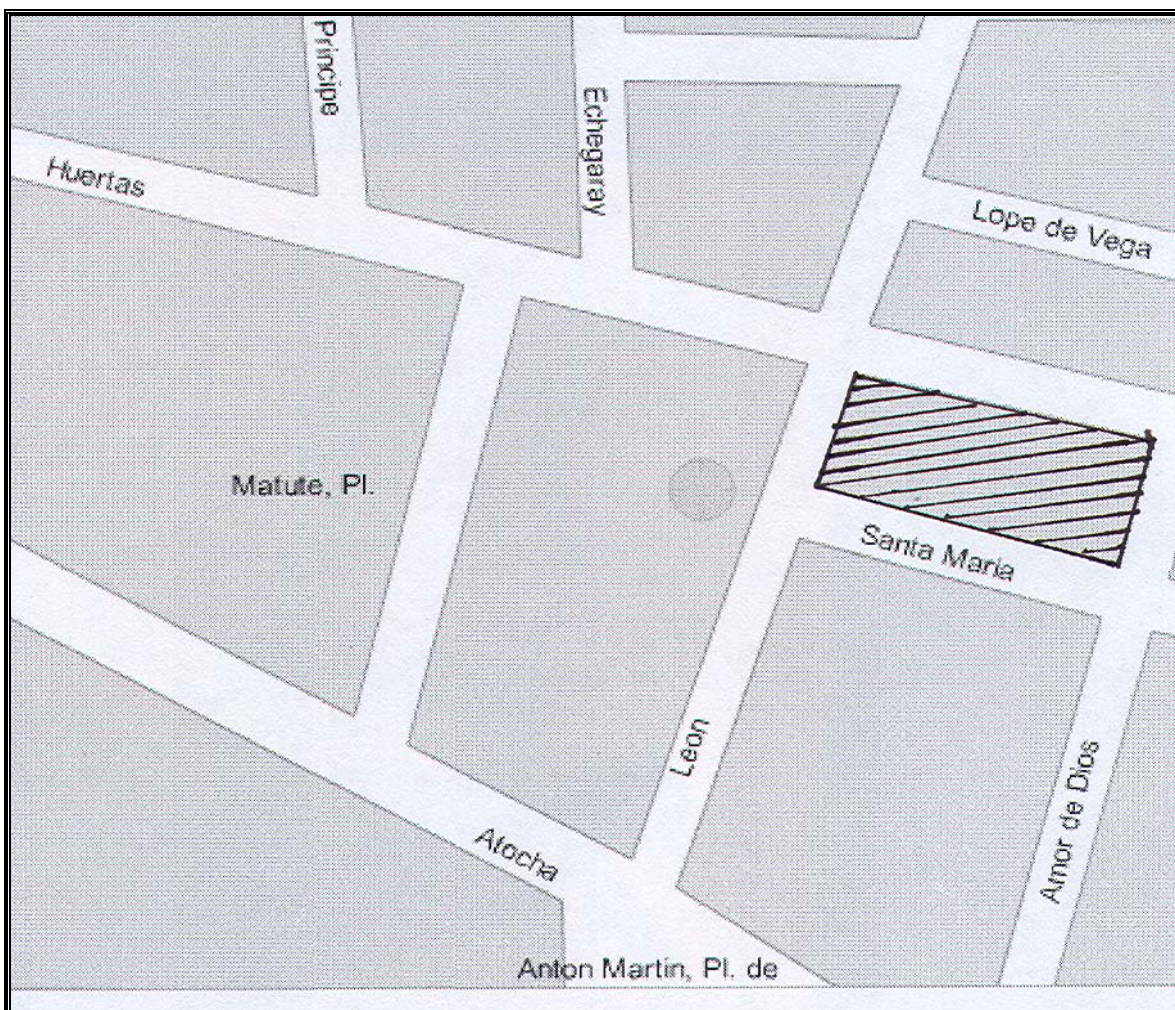 Principe
Echegaray
Huertas
Lope de Vega
Matute, Pl.
Santa Maria
Leon
Amor de Dios
Atocha
Anton Martin, Pl. de